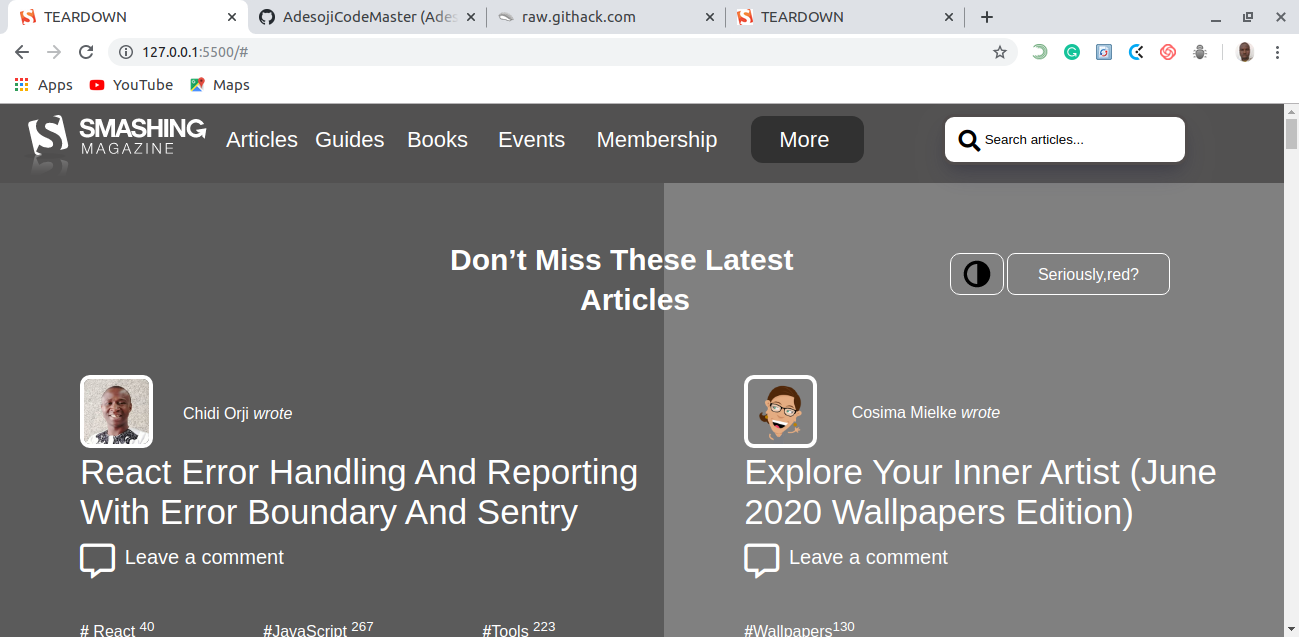 TEARDOWN
AdesojiCodeMaster (Ades
raw.githack.com
TEARDOWN
127.0.0.1:5500/#
Apps YouTube Maps
SMASHING
MAGAZINE
Articles Guides Books Events Membership More
Search articles...
Don’t Miss These Latest
Articles
Seriously,red?
Chidi Orji wrote
React Error Handling And Reporting
With Error Boundary And Sentry
Leave a comment
# React 40 #JavaScript 267 #Tools 223
Cosima Mielke wrote
Explore Your Inner Artist (June
2020 Wallpapers Edition)
Leave a comment
#Wallpapers130